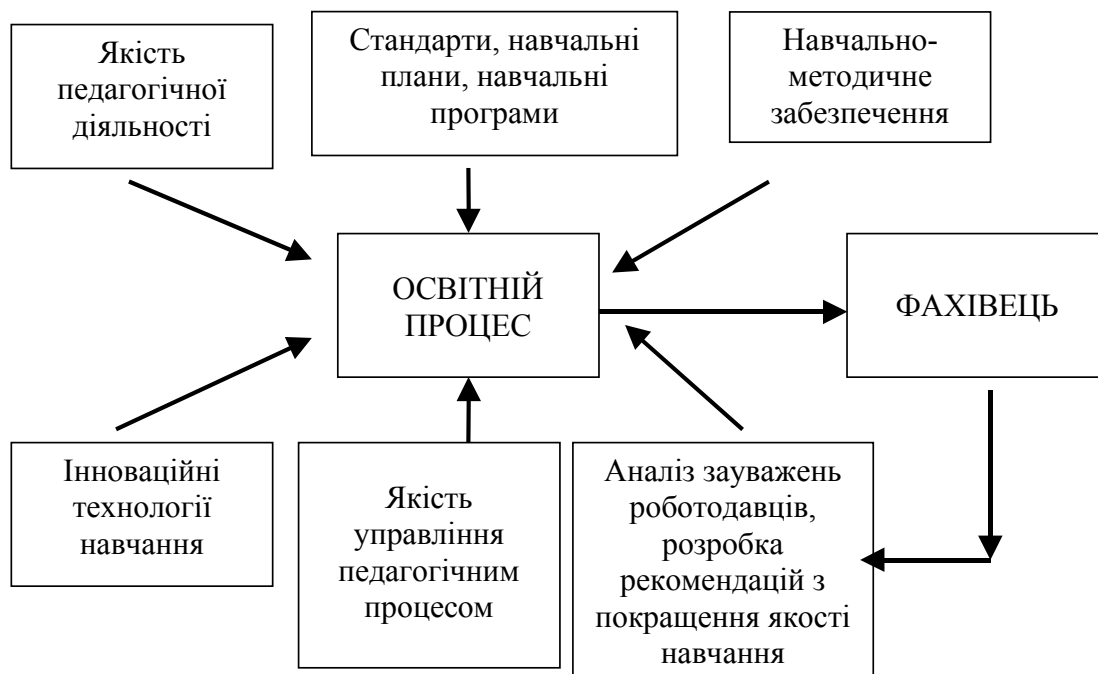 Якість
педагогічної
діяльності
Стандарти, навчальні
плани, навчальні
програми
Навчально-
методичне
забезпечення
ОСВІТНІЙ
ПРОЦЕС
ФАХІВЕЦЬ
Інноваційні
технології
навчання
Якість
управління
педагогічним
процесом
Аналіз зауважень
роботодавців,
розробка
рекомендацій з
покращення якості
навчання